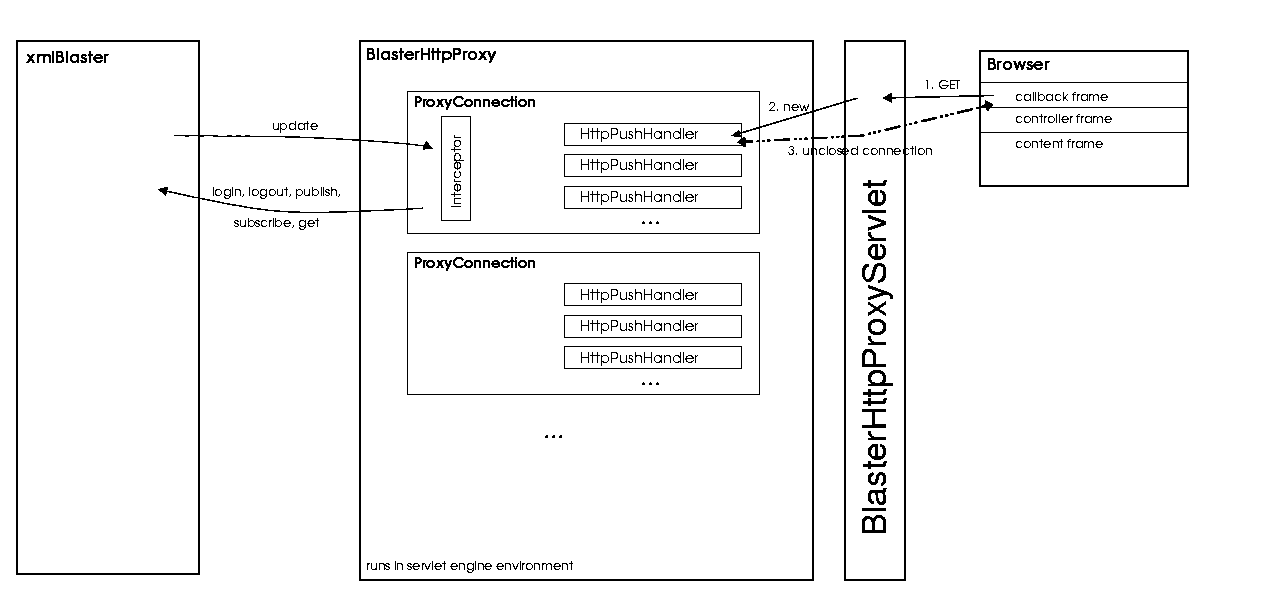 xmlBlaster
update
login, logout, publish,
subscribe, get
BlasterHttpProxy
ProxyConnection
Interceptor
HttpPushHandler
HttpPushHandler
HttpPushHandler
...
ProxyConnection
HttpPushHandler
HttpPushHandler
HttpPushHandler
...
...
runs in servlet engine environment
2. new
3. unclosed connection
BlasterHttpProxyServlet
1. GET
Browser
callback frame
controller frame
content frame